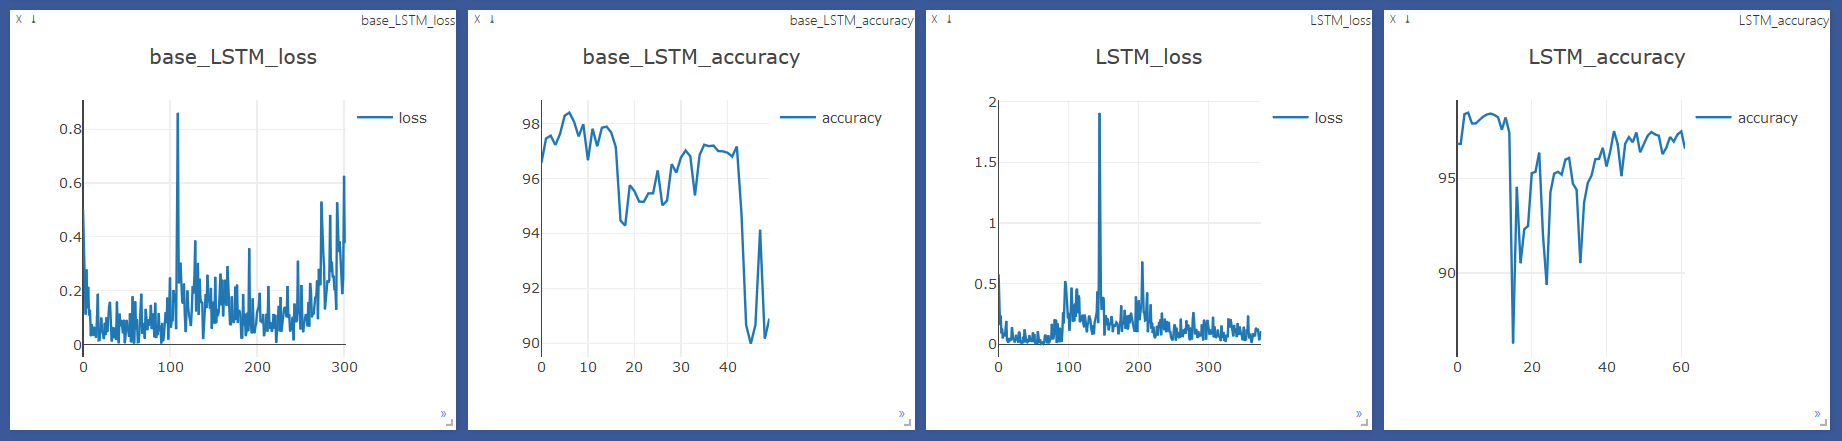 X ↓ base_LSTM_loss
base_LSTM_loss
0.8
0.6
0.4
0.2
0
0 100 200 300
loss
»
X ↓ base_LSTM_accuracy
base_LSTM_accuracy
98
96
94
92
90
0 10 20 30 40
accuracy
»
X ↓ LSTM_loss
LSTM_loss
2
1.5
1
0.5
0
0 100 200 300
loss
»
X ↓ LSTM_accuracy
LSTM_accuracy
95
90
0 20 40 60
accuracy
»